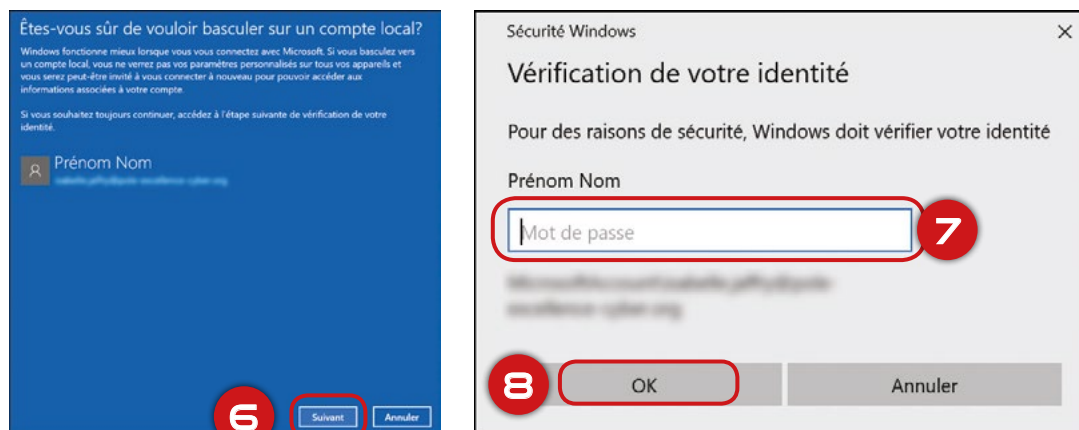 Êtes-vous sûr de vouloir basculer sur un compte local?
Windows fonctionne mieux lorsque vous vous connectez avec Microsoft. Si vous basculez vers
un compte local, vous ne verrez pas vos paramètres personnalisés sur tous vos appareils et
vous serez peut-être invité à vous connecter à nouveau pour pouvoir accéder aux
informations associées à votre compte.
Si vous souhaitez toujours continuer, accédez à l'étape suivante de vérification de votre
identité.
Prénom Nom
6
Suivant
Annuler
Sécurité Windows
Vérification de votre identité
Pour des raisons de sécurité, Windows doit vérifier votre identité
Prénom Nom
Mot de passe
7
8
OK
Annuler